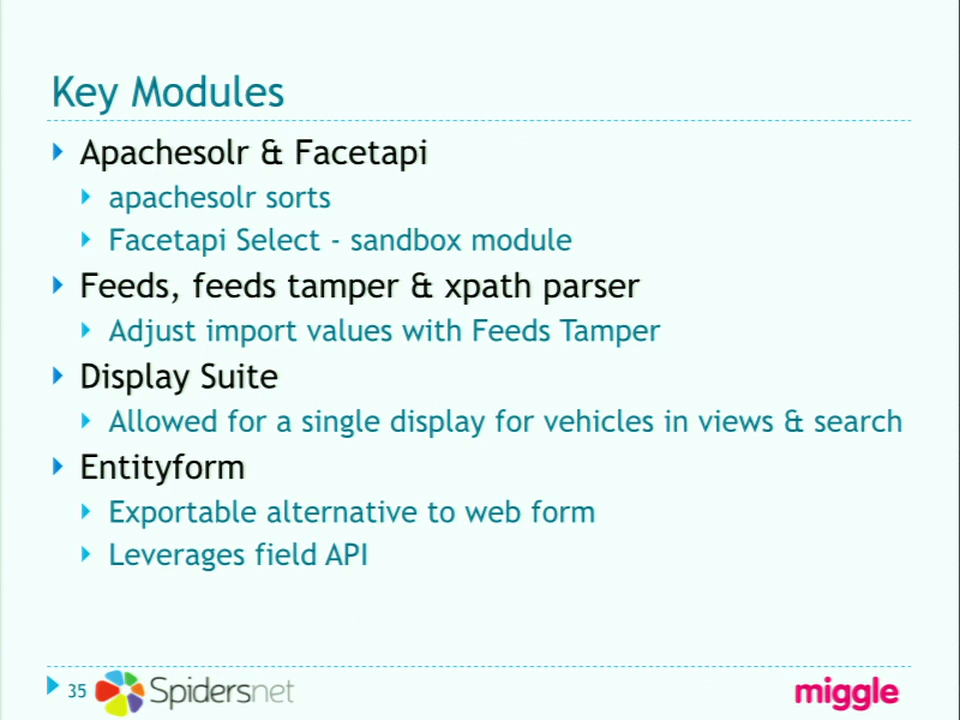 Key Modules
Apachesolr & Facetapi
apachesolr sorts
Facetapi Select - sandbox module
Feeds, feeds tamper & xpath parser
Adjust import values with Feeds Tamper
Display Suite
Allowed for a single display for vehicles in views & search
Entityform
Exportable alternative to web form
Leverages field API
35 Spidersnet
miggle